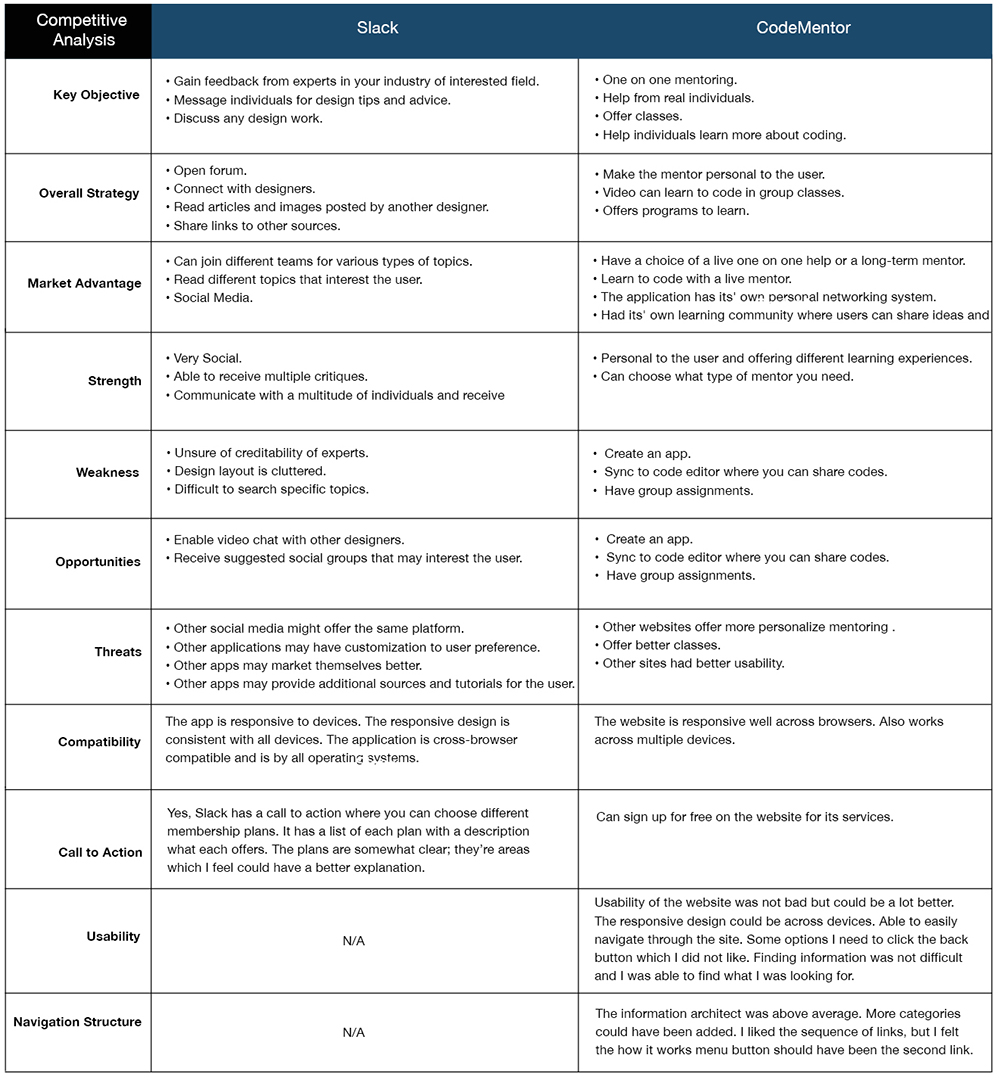 Competitive
Analysis
Slack
CodeMentor
Key Objective
• Gain feedback from experts in your industry of interested field.
• Message individuals for design tips and advice.
• Discuss any design work.
• One on one mentoring.
• Help from real individuals.
• Offer classes.
• Help individuals learn more about coding.
Overall Strategy
• Open forum.
• Connect with designers.
• Read articles and images posted by another designer.
• Share links to other sources.
• Make the mentor personal to the user.
• Video can learn to code in group classes.
• Offers programs to learn.
Market Advantage
• Can join different teams for various types of topics.
• Read different topics that interest the user.
• Social Media.
• Have a choice of a live one on one help or a long-term mentor.
• Learn to code with a live mentor.
• The application has its' own personal networking system.
• Had its' own learning community where users can share ideas and
Strength
• Very Social.
• Able to receive multiple critiques.
• Communicate with a multitude of individuals and receive
• Personal to the user and offering different learning experiences.
• Can choose what type of mentor you need.
Weakness
• Unsure of creditability of experts.
• Design layout is cluttered.
• Difficult to search specific topics.
• Create an app.
• Sync to code editor where you can share codes.
• Have group assignments.
Opportunities
• Enable video chat with other designers.
• Receive suggested social groups that may interest the user.
• Create an app.
• Sync to code editor where you can share codes.
• Have group assignments.
Threats
• Other social media might offer the same platform.
• Other applications may have customization to user preference.
• Other apps may market themselves better.
• Other apps may provide additional sources and tutorials for the user.
• Other websites offer more personalize mentoring .
• Offer better classes.
• Other sites had better usability.
Compatibility
The app is responsive to devices. The responsive design is
consistent with all devices. The application is cross-browser
compatible and is by all operating systems.
The website is responsive well across browsers. Also works
across multiple devices.
Call to Action
Yes, Slack has a call to action where you can choose different
membership plans. It has a list of each plan with a description
what each offers. The plans are somewhat clear; they're areas
which I feel could have a better explanation.
Can sign up for free on the website for its services.
Usability
N/A
Usability of the website was not bad but could be a lot better.
The responsive design could be across devices. Able to easily
navigate through the site. Some options I need to click the back
button which I did not like. Finding information was not difficult
and I was able to find what I was looking for.
Navigation Structure
N/A
The information architect was above average. More categories
could have been added. I liked the sequence of links, but I felt
the how it works menu button should have been the second link.